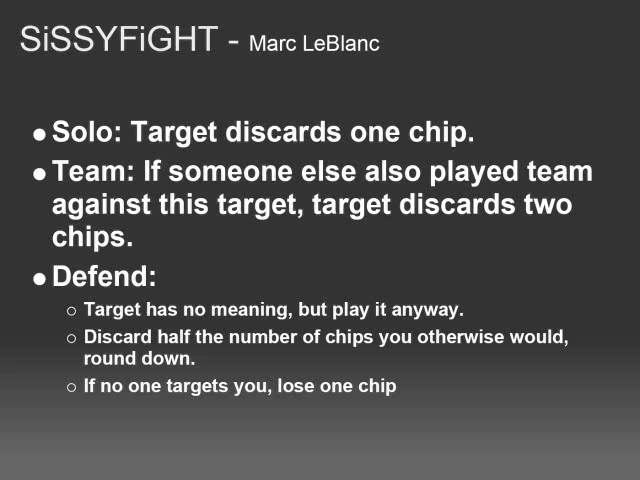 SiSSYFiGHT - Marc LeBlanc
● Solo: Target discards one chip.
● Team: If someone else also played team
against this target, target discards two
chips.
● Defend:
○ Target has no meaning, but play it anyway.
○ Discard half the number of chips you otherwise would,
round down.
○ If no one targets you, lose one chip